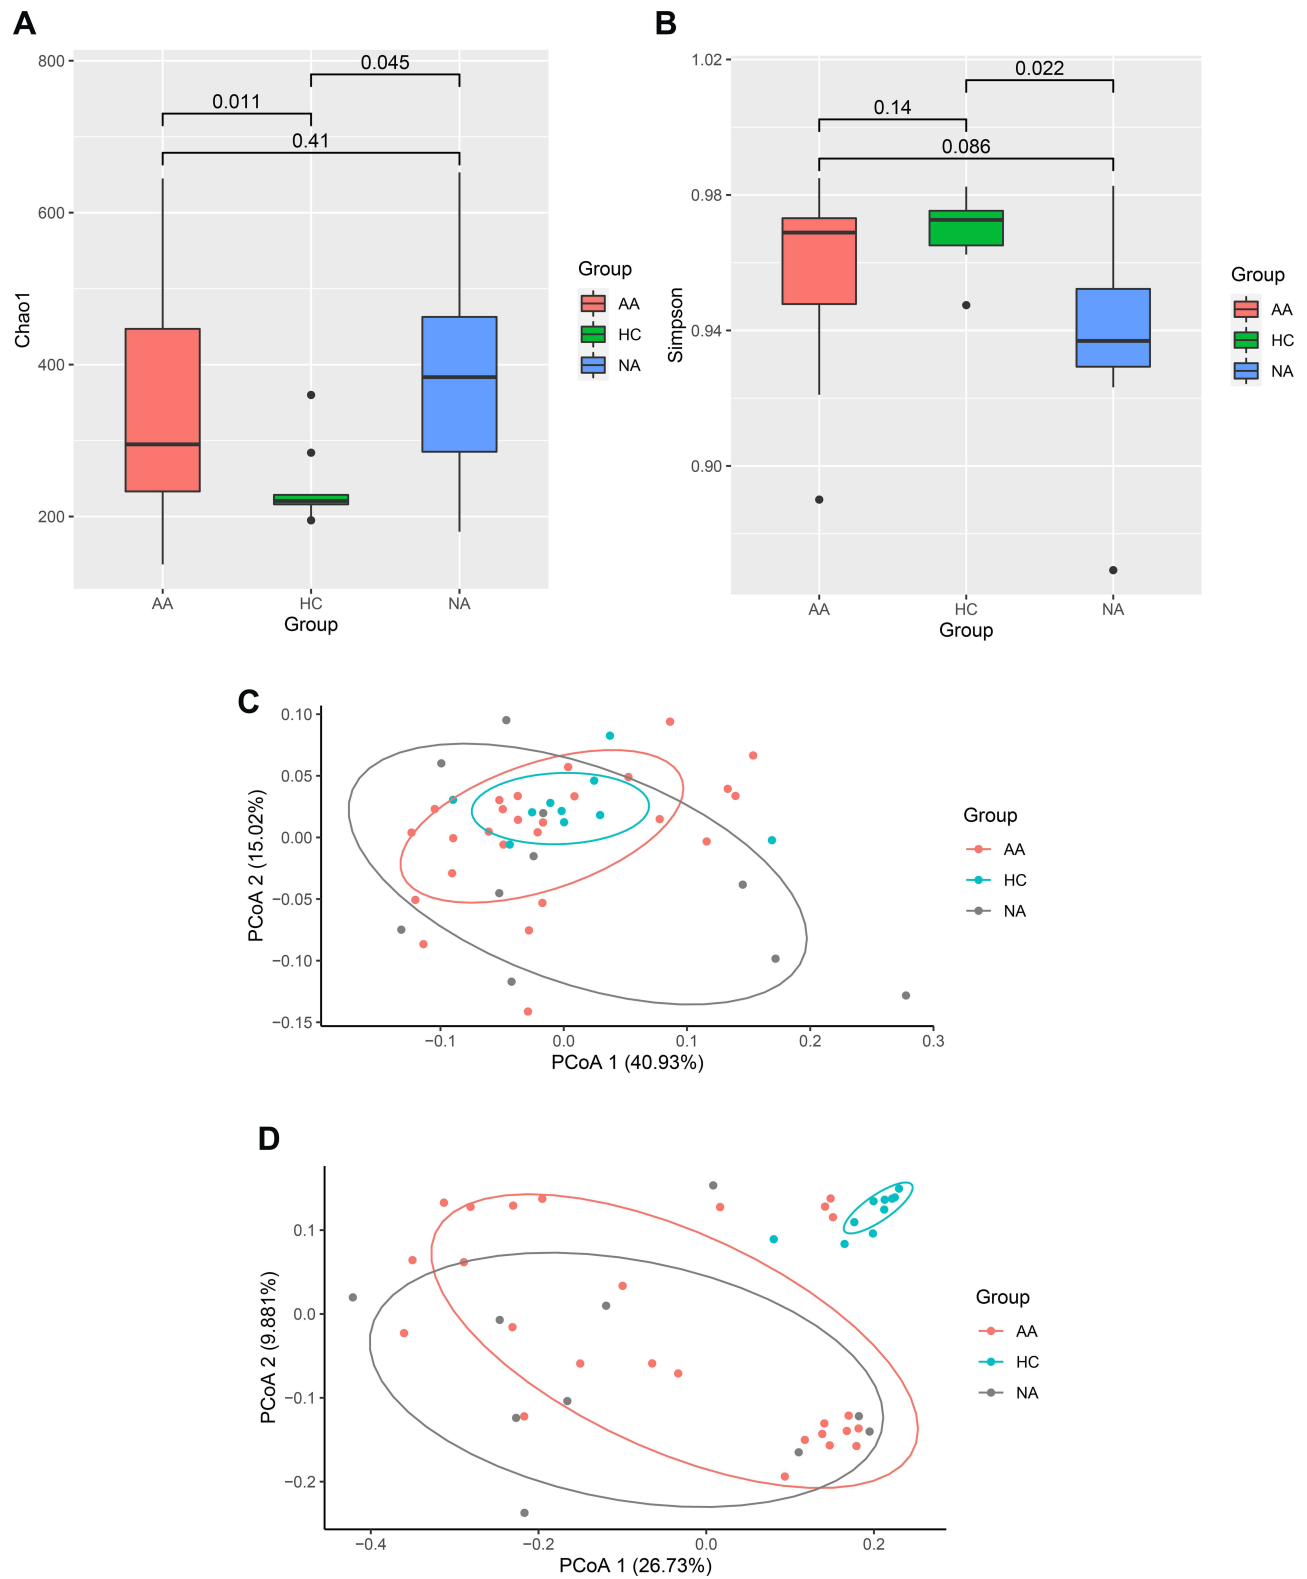 A
800
600
400
200
0.045
0.011
0.41
Chao1
AA
HC
NA
Group
Group
AA
HC
NA
B
1.02
0.98
0.94
0.90
0.022
0.14
0.086
Simpson
AA
HC
NA
Group
Group
AA
HC
NA
C
0.10
0.05
0.00
−0.05
−0.10
−0.15
PCoA 2 (15.02%)
−0.1
0.0
0.1
0.2
0.3
PCoA 1 (40.93%)
Group
AA
HC
NA
D
0.1
0.0
−0.1
−0.2
PCoA 2 (9.881%)
−0.4
−0.2
0.0
0.2
PCoA 1 (26.73%)
Group
AA
HC
NA